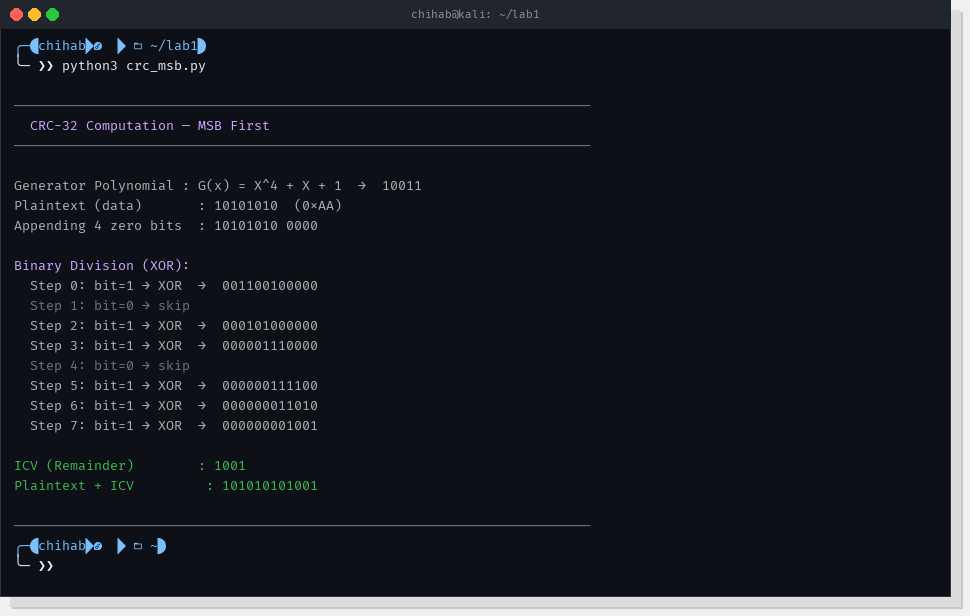 chihab@kali: ~/lab1
chihab ~/lab1
❯❯ python3 crc_msb.py
CRC-32 Computation — MSB First
Generator Polynomial : G(x) = X^4 + X + 1 → 10011
Plaintext (data) : 10101010 (0×AA)
Appending 4 zero bits : 10101010 0000
Binary Division (XOR):
Step 0: bit=1 → XOR → 001100100000
Step 1: bit=0 → skip
Step 2: bit=1 → XOR → 000101000000
Step 3: bit=1 → XOR → 000001110000
Step 4: bit=0 → skip
Step 5: bit=1 → XOR → 000000111100
Step 6: bit=1 → XOR → 000000011010
Step 7: bit=1 → XOR → 000000001001
ICV (Remainder) : 1001
Plaintext + ICV : 101010101001
chihab ~
❯❯